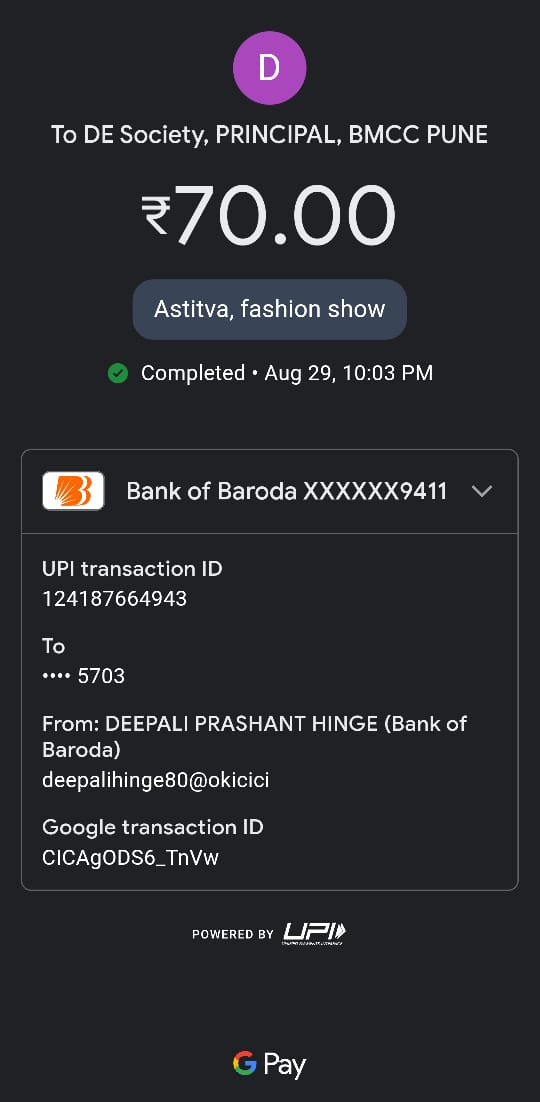 D
To DE Society, PRINCIPAL, BMCC PUNE
₹70.00
Astitva, fashion show
Completed • Aug 29, 10:03 PM
Bank of Baroda XXXXXX9411
UPI transaction ID
124187664943
To
•••• 5703
From: DEEPALI PRASHANT HINGE (Bank of
Baroda)
deepalihinge80@okicici
Google transaction ID
CICAgODS6_TnVw
POWERED BY UPI
G Pay